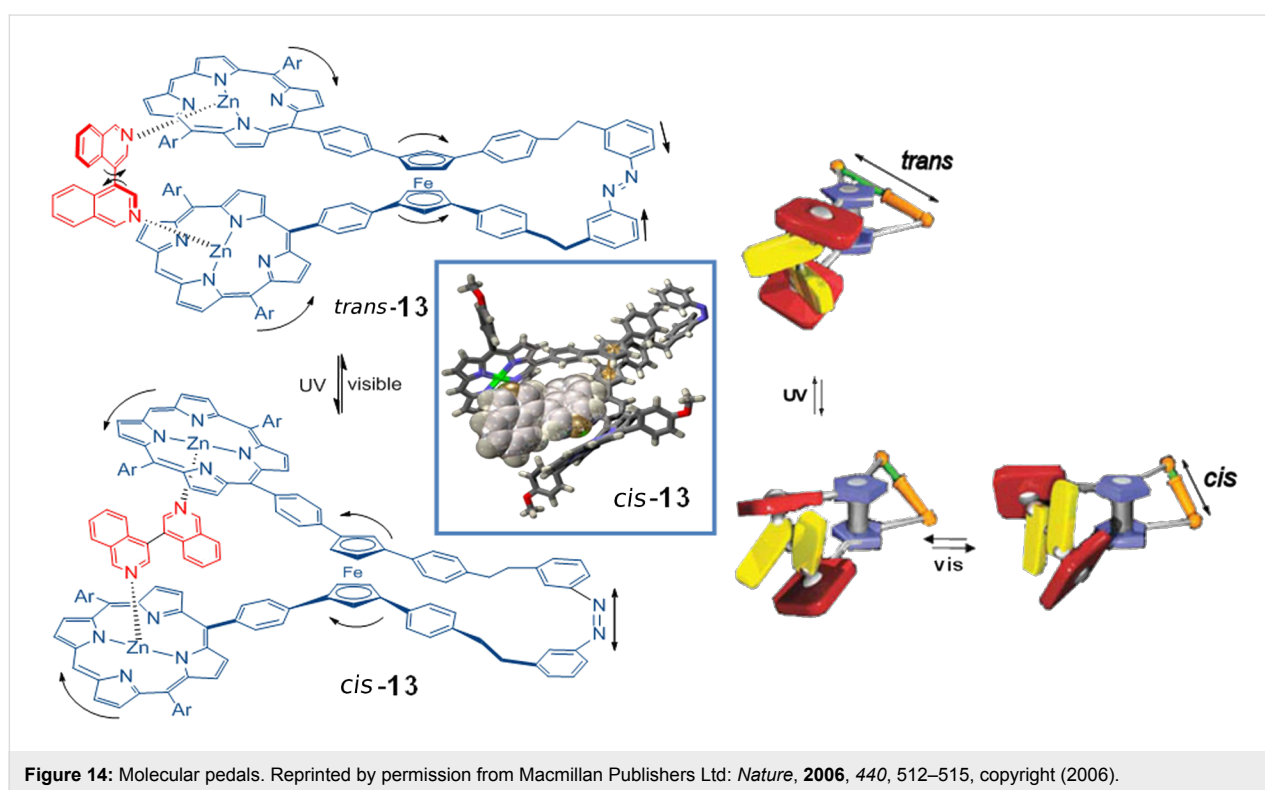 Ar
N
Zn
N
N
N
Ar
N
N
Fe
N
N
Ar
N
N
Zn
N
N
Ar
trans-13
UV
visible
Ar
N
Zn
N
N
N
Ar
N
N
Fe
N
N
Ar
N
N
Zn
N
N
Ar
cis-13
cis-13
trans
UV
vis
cis
Figure 14: Molecular pedals. Reprinted by permission from Macmillan Publishers Ltd: Nature, 2006, 440, 512–515, copyright (2006).